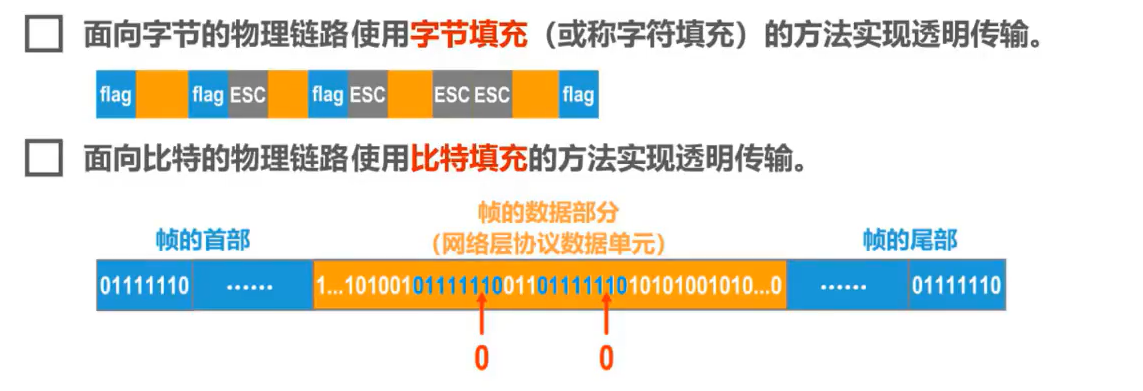 面向字节的物理链路使用字节填充（或称字符填充）的方法实现透明传输。
flag flag ESC flag ESC ESC ESC flag
面向比特的物理链路使用比特填充的方法实现透明传输。
帧的数据部分
帧的首部 （网络层协议数据单元） 帧的尾部
01111110 …… 1...10100101111111000110111111010101001010...0 …… 01111110
0 0